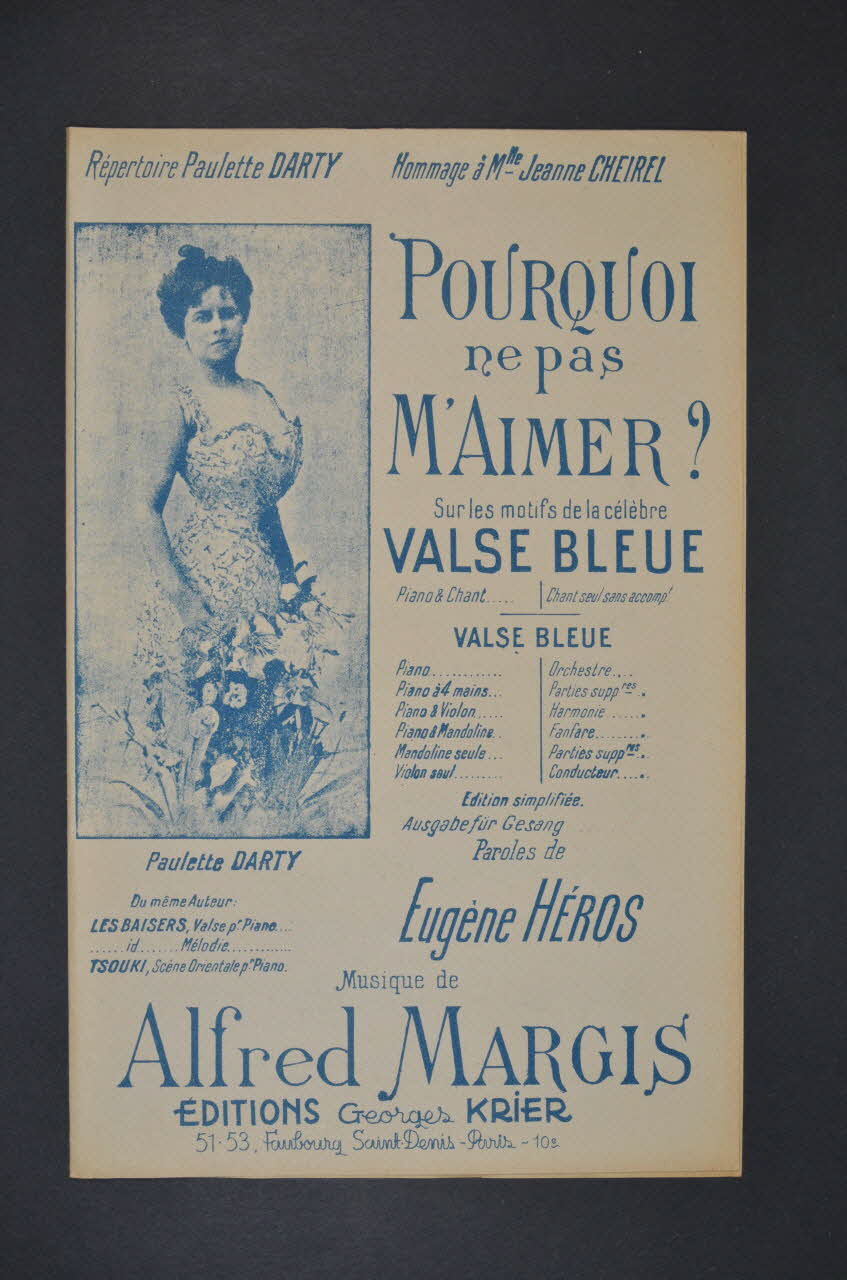 Répertoire Paulette DARTY
Hommage à Mlle Jeanne CHEIREL
POURQUOI
ne pas
M'AIMER ?
Sur les motifs de la célèbre
VALSE BLEUE
Piano & Chant..... Chant seul sans accompt
VALSE BLEUE
Piano............ Orchestre....
Piano à 4 mains... Parties suppres..
Piano & Violon..... Harmonie......
Piano & Mandoline.. Fanfare.........
Mandoline seule... Parties suppres..
Violon seul......... Conducteur.....
Edition simplifiée.
Ausgabe für Gesang
Paroles de
Eugène HÉROS
Paulette DARTY
Du même Auteur:
LES BAISERS, Valse pr Piano....
......id.......Mélodie.............
TSOUKI, Scène Orientale pr Piano.
Musique de
Alfred MARGIS
ÉDITIONS Georges KRIER
51-53, Faubourg Saint-Denis - Paris - 10e